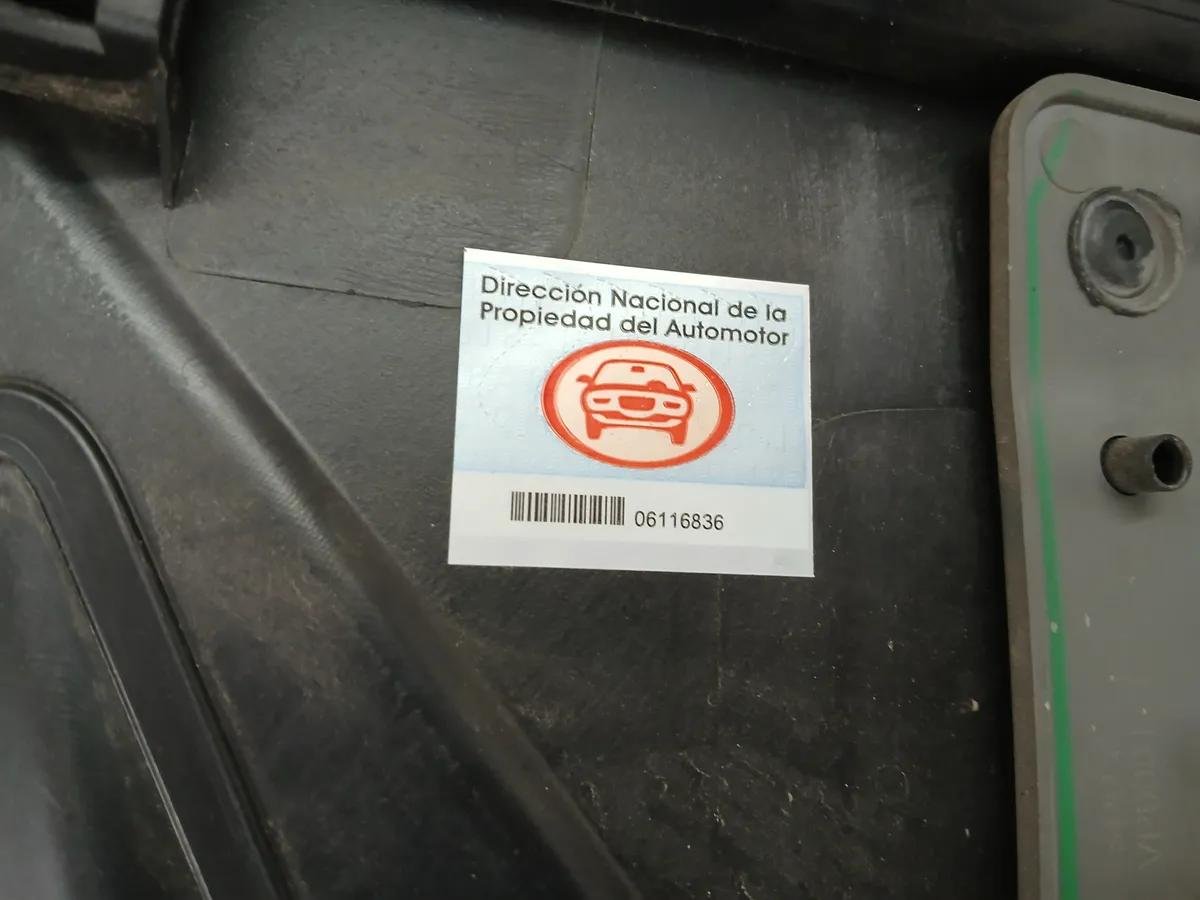 Dirección Nacional de la
Propiedad del Automotor
06116836